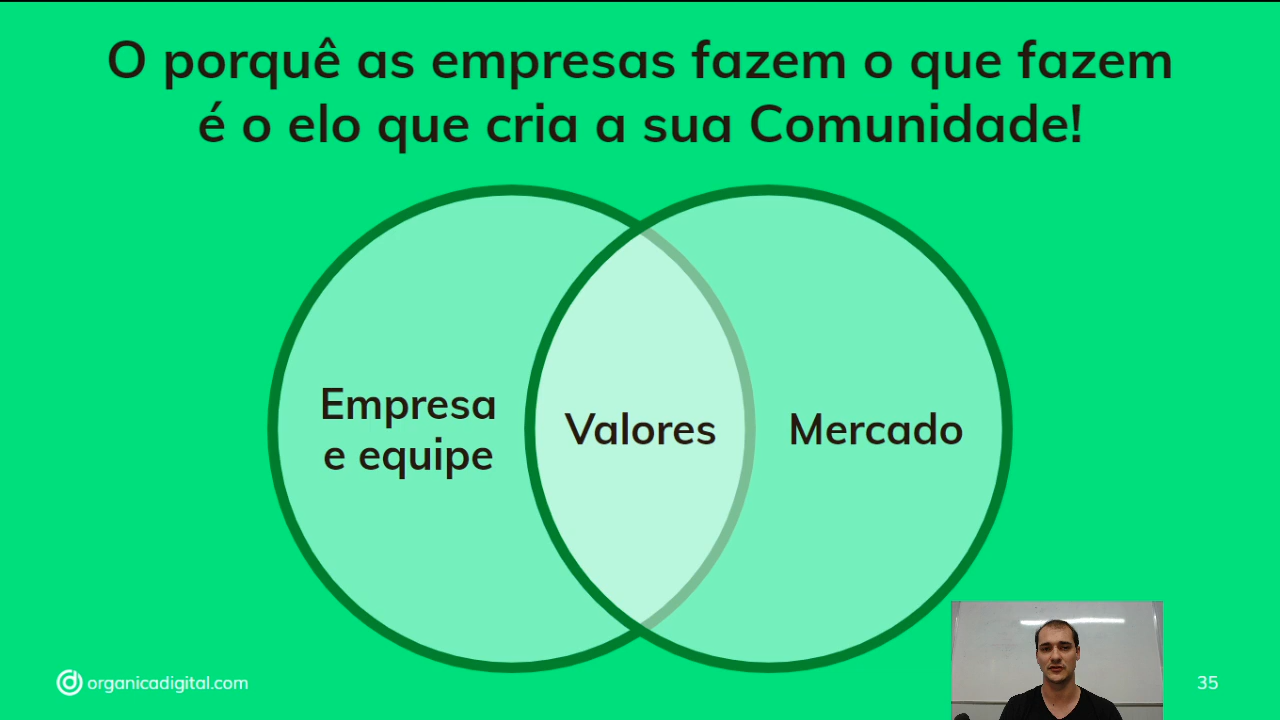 O porquê as empresas fazem o que fazem
é o elo que cria a sua Comunidade!
Empresa
e equipe
Valores
Mercado
organicadigital.com
35